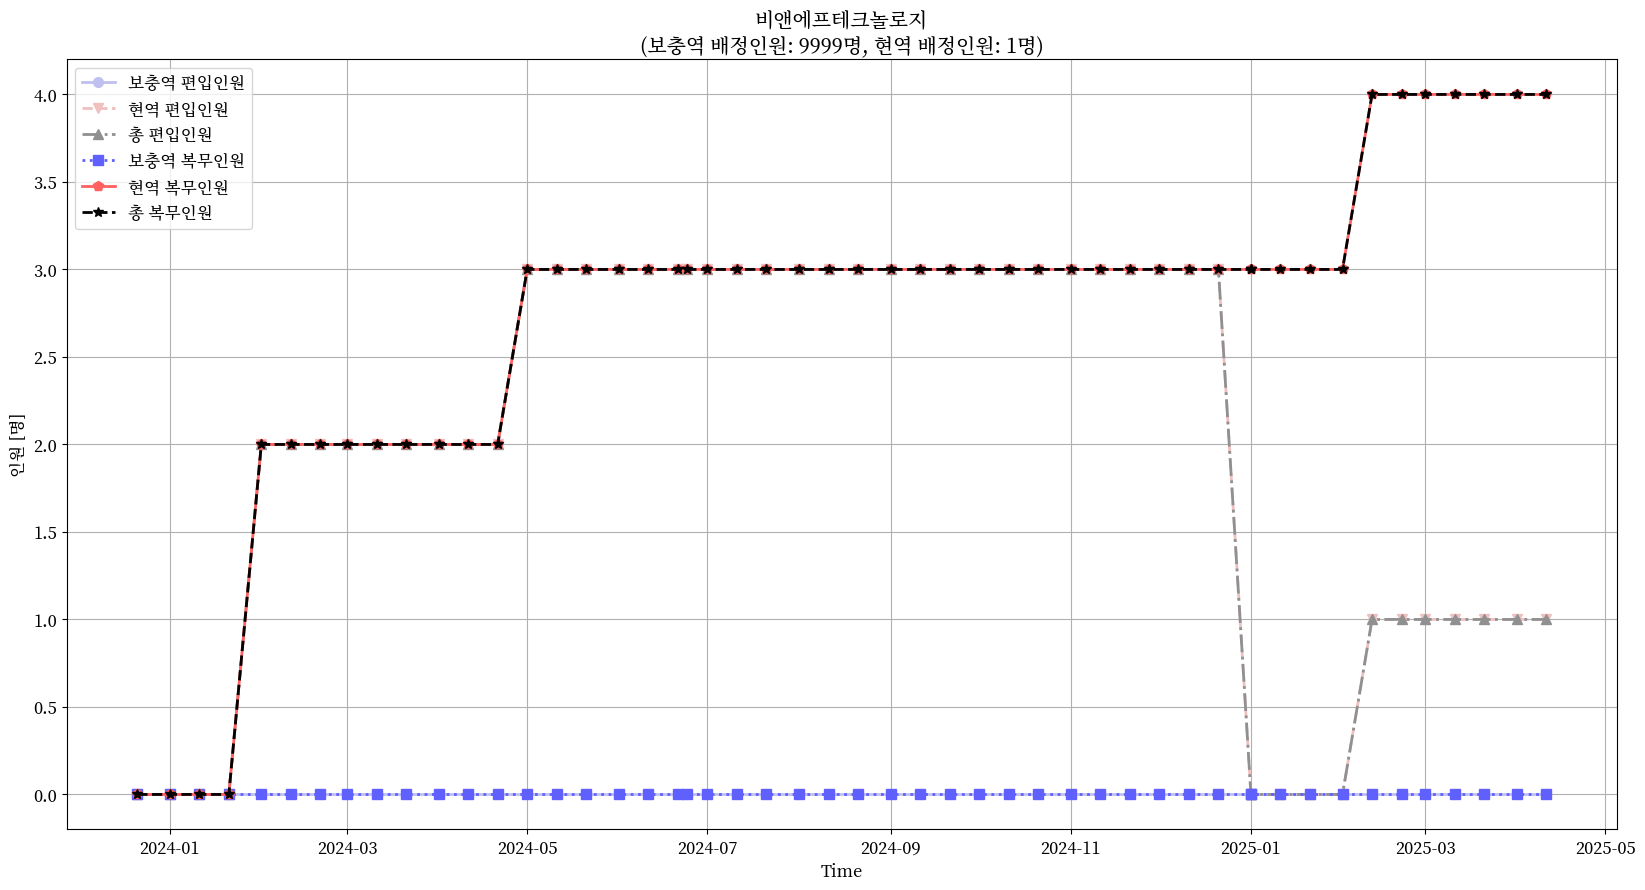 비앤에프테크놀로지
(보충역 배정인원: 9999명, 현역 배정인원: 1명)
보충역 편입인원
현역 편입인원
총 편입인원
보충역 복무인원
현역 복무인원
총 복무인원
4.0
3.5
3.0
2.5
2.0
1.5
1.0
0.5
0.0
인원 [명]
2024-01
2024-03
2024-05
2024-07
2024-09
2024-11
2025-01
2025-03
2025-05
Time